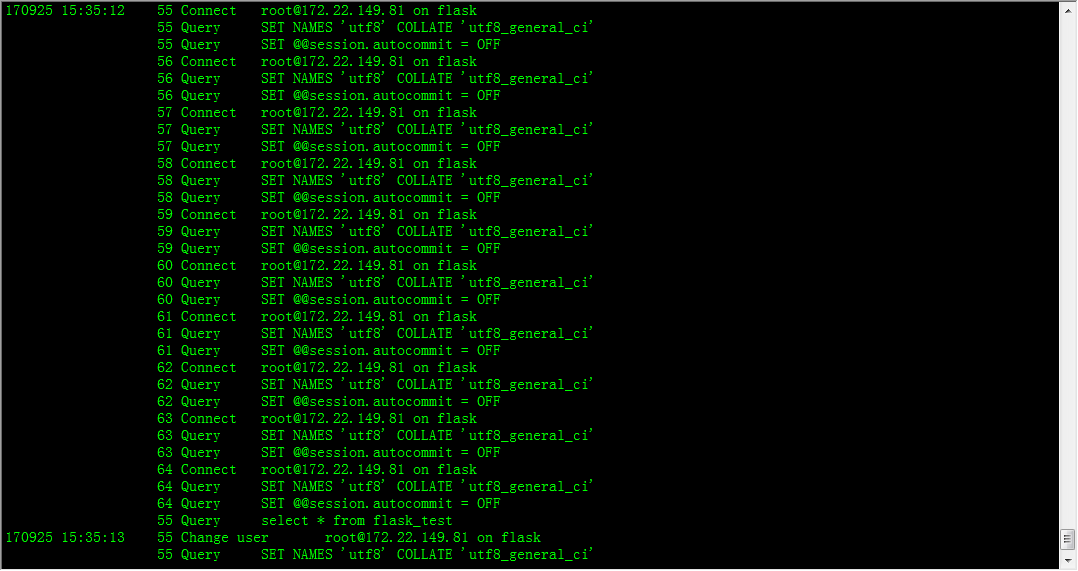 170925 15:35:12    55 Connect   root@172.22.149.81 on flask
55 Query     SET NAMES 'utf8' COLLATE 'utf8_general_ci'
55 Query     SET @@session.autocommit = OFF
56 Connect   root@172.22.149.81 on flask
56 Query     SET NAMES 'utf8' COLLATE 'utf8_general_ci'
56 Query     SET @@session.autocommit = OFF
57 Connect   root@172.22.149.81 on flask
57 Query     SET NAMES 'utf8' COLLATE 'utf8_general_ci'
57 Query     SET @@session.autocommit = OFF
58 Connect   root@172.22.149.81 on flask
58 Query     SET NAMES 'utf8' COLLATE 'utf8_general_ci'
58 Query     SET @@session.autocommit = OFF
59 Connect   root@172.22.149.81 on flask
59 Query     SET NAMES 'utf8' COLLATE 'utf8_general_ci'
59 Query     SET @@session.autocommit = OFF
60 Connect   root@172.22.149.81 on flask
60 Query     SET NAMES 'utf8' COLLATE 'utf8_general_ci'
60 Query     SET @@session.autocommit = OFF
61 Connect   root@172.22.149.81 on flask
61 Query     SET NAMES 'utf8' COLLATE 'utf8_general_ci'
61 Query     SET @@session.autocommit = OFF
62 Connect   root@172.22.149.81 on flask
62 Query     SET NAMES 'utf8' COLLATE 'utf8_general_ci'
62 Query     SET @@session.autocommit = OFF
63 Connect   root@172.22.149.81 on flask
63 Query     SET NAMES 'utf8' COLLATE 'utf8_general_ci'
63 Query     SET @@session.autocommit = OFF
64 Connect   root@172.22.149.81 on flask
64 Query     SET NAMES 'utf8' COLLATE 'utf8_general_ci'
64 Query     SET @@session.autocommit = OFF
55 Query     select * from flask_test
170925 15:35:13    55 Change user       root@172.22.149.81 on flask
55 Query     SET NAMES 'utf8' COLLATE 'utf8_general_ci'